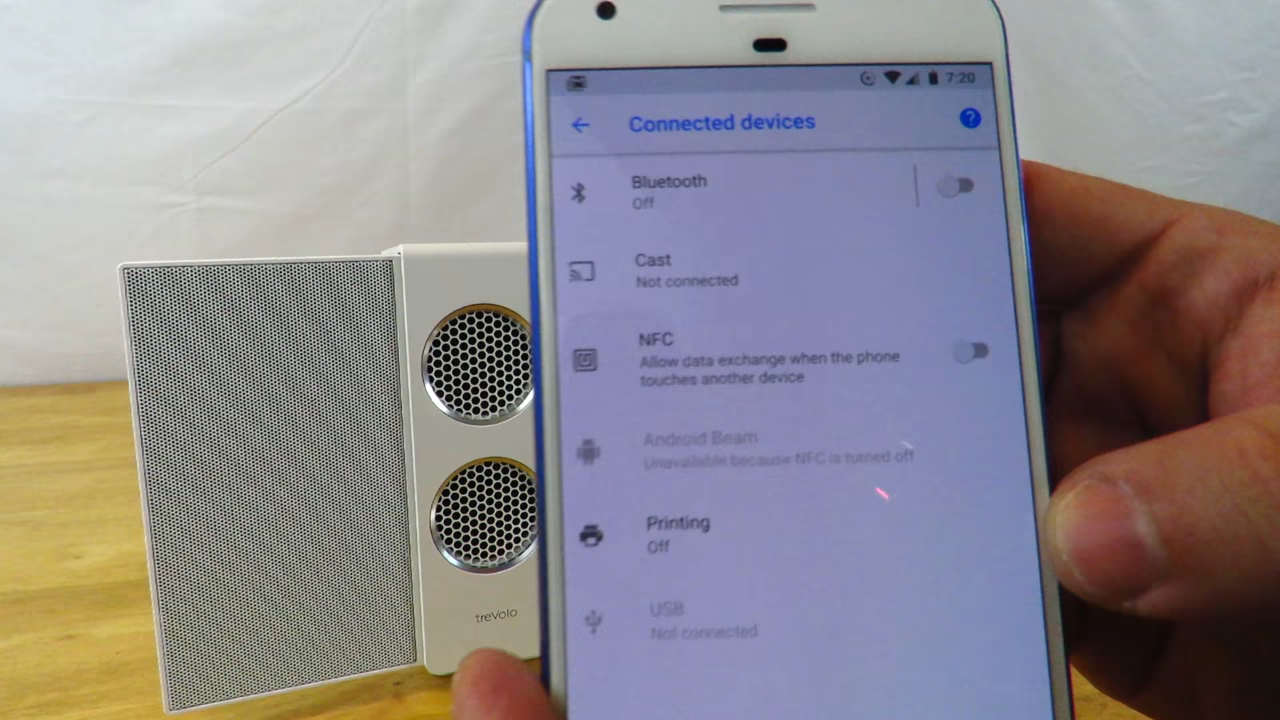 7:20
Connected devices
Bluetooth
Off
Cast
Not connected
NFC
Allow data exchange when the phone
touches another device
Android Beam
Unavailable because NFC is turned off
Printing
Off
USB
Not connected
treVolo